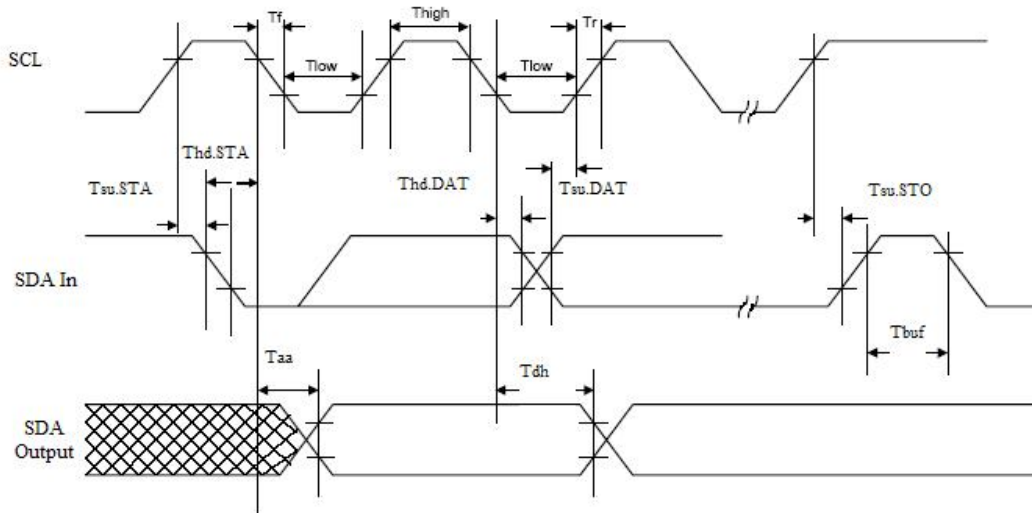 Tf
Thigh
Tr
SCL
Tlow
Tlow
Thd.STA
Tsu.STA
Thd.DAT
Tsu.DAT
Tsu.STO
SDA In
Tbuf
Taa
Tdh
SDA
Output